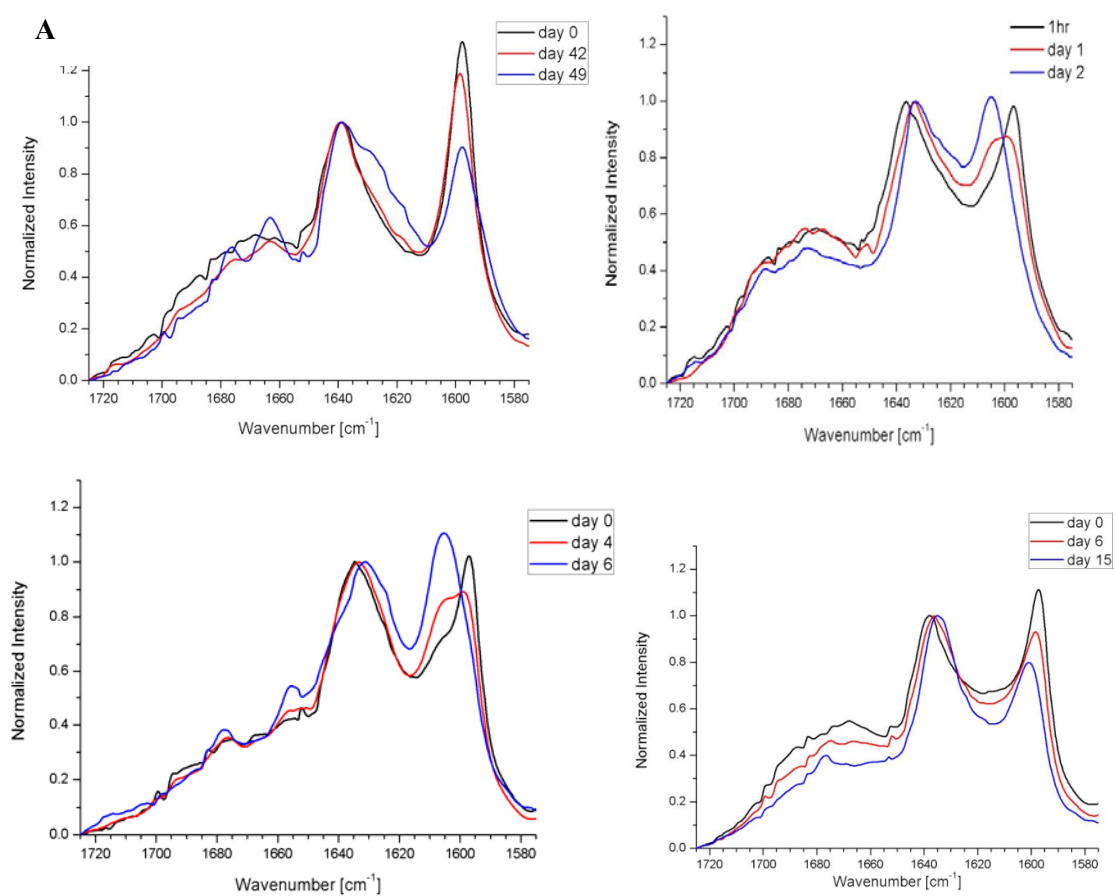 A
day 0
day 42
day 49
1.2
1.0
0.8
0.6
0.4
0.2
0.0
Normalized Intensity
1720 1700 1680 1660 1640 1620 1600 1580
Wavenumber [cm-1]
1hr
day 1
day 2
1.2
1.0
0.8
0.6
0.4
0.2
0.0
Normalized Intensity
1720 1700 1680 1660 1640 1620 1600 1580
Wavenumber [cm-1]
day 0
day 4
day 6
1.2
1.0
0.8
0.6
0.4
0.2
0.0
Normalized Intensity
1720 1700 1680 1660 1640 1620 1600 1580
Wavenumber [cm-1]
day 0
day 6
day 15
1.2
1.0
0.8
0.6
0.4
0.2
0.0
Normalized Intensity
1720 1700 1680 1660 1640 1620 1600 1580
Wavenumber [cm-1]